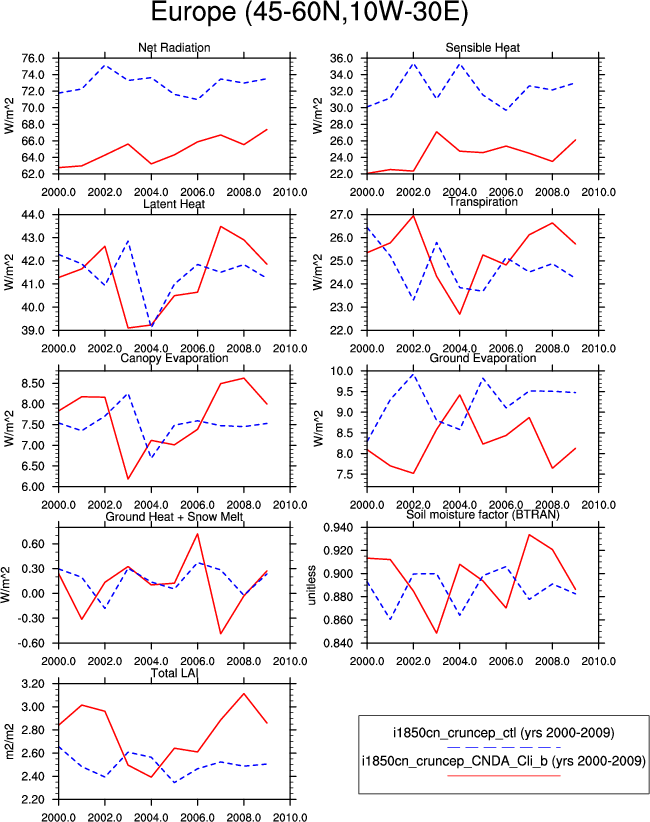 Europe (45-60N,10W-30E)
Net Radiation
76.0
74.0
72.0
70.0
68.0
66.0
64.0
62.0
W/m^2
2000.0 2002.0 2004.0 2006.0 2008.0 2010.0
Sensible Heat
36.0
34.0
32.0
30.0
28.0
26.0
24.0
22.0
W/m^2
2000.0 2002.0 2004.0 2006.0 2008.0 2010.0
Latent Heat
44.0
43.0
42.0
41.0
40.0
39.0
W/m^2
2000.0 2002.0 2004.0 2006.0 2008.0 2010.0
Transpiration
27.0
26.0
25.0
24.0
23.0
22.0
W/m^2
2000.0 2002.0 2004.0 2006.0 2008.0 2010.0
Canopy Evaporation
8.50
8.00
7.50
7.00
6.50
6.00
W/m^2
2000.0 2002.0 2004.0 2006.0 2008.0 2010.0
Ground Evaporation
10.0
9.5
9.0
8.5
8.0
7.5
W/m^2
2000.0 2002.0 2004.0 2006.0 2008.0 2010.0
Ground Heat + Snow Melt
0.60
0.30
0.00
-0.30
-0.60
W/m^2
2000.0 2002.0 2004.0 2006.0 2008.0 2010.0
Soil moisture factor (BTRAN)
0.940
0.920
0.900
0.880
0.860
0.840
unitless
2000.0 2002.0 2004.0 2006.0 2008.0 2010.0
Total LAI
3.20
3.00
2.80
2.60
2.40
2.20
m2/m2
2000.0 2002.0 2004.0 2006.0 2008.0 2010.0
i1850cn_cruncep_ctl (yrs 2000-2009)
i1850cn_cruncep_CNDA_Cli_b (yrs 2000-2009)